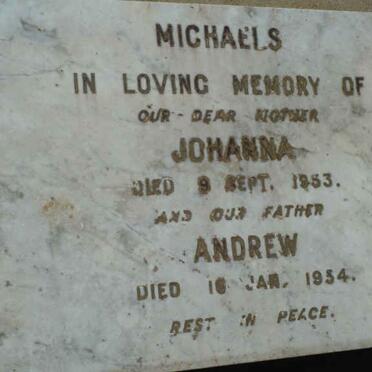 MICHAELS
IN LOVING MEMORY OF
OUR DEAR MOTHER
JOHANNA
DIED 9 SEPT. 1953.
AND OUR FATHER
ANDREW
DIED 16 JAN. 1954.
REST IN PEACE.